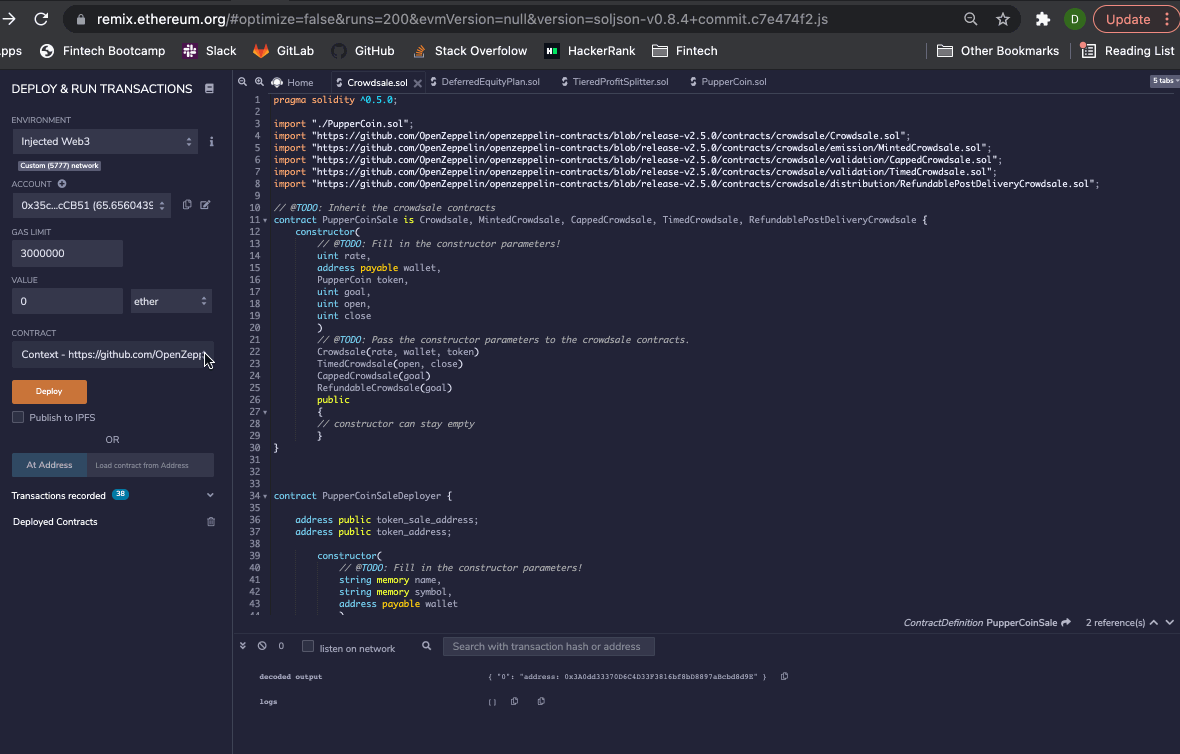 remix.ethereum.org/#optimize=false&runs=200&evmVersion=null&version=soljson-v0.8.4+commit.c7e474f2.js
D
Update
pps
Fintech Bootcamp
Slack
GitLab
GitHub
Stack Overfolow
HackerRank
Fintech
Other Bookmarks
Reading List
DEPLOY & RUN TRANSACTIONS
ENVIRONMENT
Injected Web3
i
Custom (5777) network
ACCOUNT
0x35c...cCB51 (65.6560439
GAS LIMIT
3000000
VALUE
0
ether
CONTRACT
Context - https://github.com/OpenZepp
Deploy
Publish to IPFS
OR
At Address
Load contract from Address
Transactions recorded 38
Deployed Contracts
Home
Crowdsale.sol
DeferredEquityPlan.sol
TieredProfitSplitter.sol
PupperCoin.sol
5 tabs
1 pragma solidity ^0.5.0;
2
3 import "./PupperCoin.sol";
4 import "https://github.com/OpenZeppelin/openzeppelin-contracts/blob/release-v2.5.0/contracts/crowdsale/Crowdsale.sol";
5 import "https://github.com/OpenZeppelin/openzeppelin-contracts/blob/release-v2.5.0/contracts/crowdsale/emission/MintedCrowdsale.sol";
6 import "https://github.com/OpenZeppelin/openzeppelin-contracts/blob/release-v2.5.0/contracts/crowdsale/validation/CappedCrowdsale.sol";
7 import "https://github.com/OpenZeppelin/openzeppelin-contracts/blob/release-v2.5.0/contracts/crowdsale/validation/TimedCrowdsale.sol";
8 import "https://github.com/OpenZeppelin/openzeppelin-contracts/blob/release-v2.5.0/contracts/crowdsale/distribution/RefundablePostDeliveryCrowdsale.sol";
9
10 // @TODO: Inherit the crowdsale contracts
11 contract PupperCoinSale is Crowdsale, MintedCrowdsale, CappedCrowdsale, TimedCrowdsale, RefundablePostDeliveryCrowdsale {
12 constructor(
13 // @TODO: Fill in the constructor parameters!
14 uint rate,
15 address payable wallet,
16 PupperCoin token,
17 uint goal,
18 uint open,
19 uint close
20 )
21 // @TODO: Pass the constructor parameters to the crowdsale contracts.
22 Crowdsale(rate, wallet, token)
23 TimedCrowdsale(open, close)
24 CappedCrowdsale(goal)
25 RefundableCrowdsale(goal)
26 public
27 {
28 // constructor can stay empty
29 }
30 }
31
32
33
34 contract PupperCoinSaleDeployer {
35
36 address public token_sale_address;
37 address public token_address;
38
39 constructor(
40 // @TODO: Fill in the constructor parameters!
41 string memory name,
42 string memory symbol,
43 address payable wallet
44 )
ContractDefinition PupperCoinSale
2 reference(s)
0
listen on network
Search with transaction hash or address
decoded output
{ "0": "address: 0x3A0dd33370D6C4D33F3816bf8bD8897aBcbd8d9E" }
logs
[]